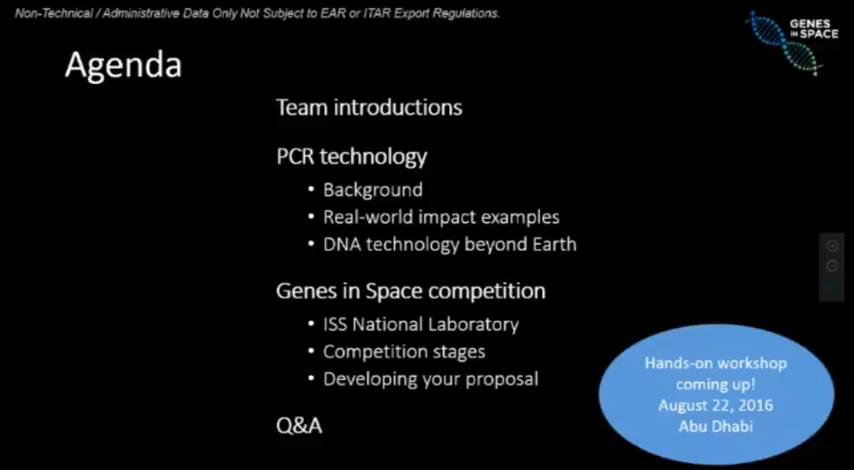 Non-Technical / Administrative Data Only Not Subject to EAR or ITAR Export Regulations.
GENES
IN SPACE
Agenda
Team introductions
PCR technology
• Background
• Real-world impact examples
• DNA technology beyond Earth
Genes in Space competition
• ISS National Laboratory
• Competition stages
• Developing your proposal
Q&A
Hands-on workshop
coming up!
August 22, 2016
Abu Dhabi